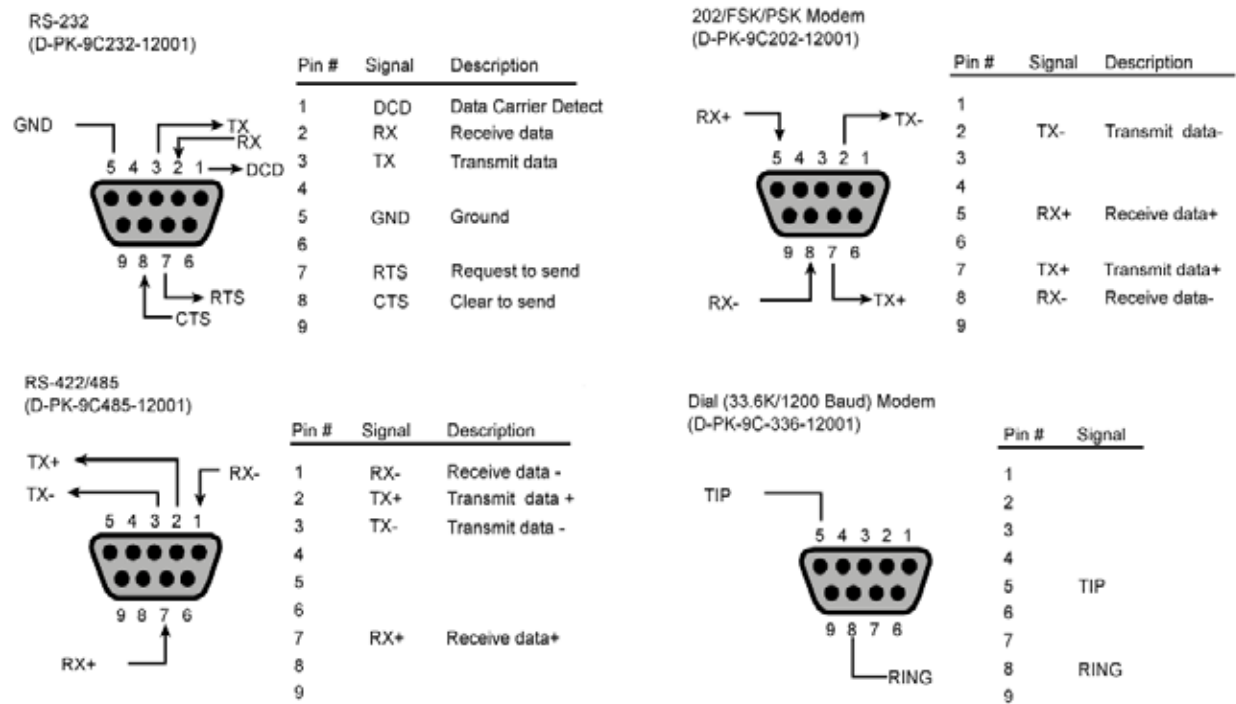 RS-232
(D-PK-9C232-12001)
Pin # Signal Description
1 DCD Data Carrier Detect
2 RX Receive data
3 TX Transmit data
4
5 GND Ground
6
7 RTS Request to send
8 CTS Clear to send
9
GND
TX
RX
5 4 3 2 1
DCD
9 8 7 6
RTS
CTS
202/FSK/PSK Modem
(D-PK-9C202-12001)
Pin # Signal Description
1
2 TX- Transmit data-
3
4
5 RX+ Receive data+
6
7 TX+ Transmit data+
8 RX- Receive data-
9
RX+
TX-
5 4 3 2 1
9 8 7 6
RX-
TX+
RS-422/485
(D-PK-9C485-12001)
Pin # Signal Description
1 RX- Receive data -
2 TX+ Transmit data +
3 TX- Transmit data -
4
5
6
7 RX+ Receive data+
8
9
TX+
RX-
TX-
5 4 3 2 1
9 8 7 6
RX+
Dial (33.6K/1200 Baud) Modem
(D-PK-9C-336-12001)
Pin # Signal
1
2
3
4
5 TIP
6
7
8 RING
9
TIP
5 4 3 2 1
9 8 7 6
RING